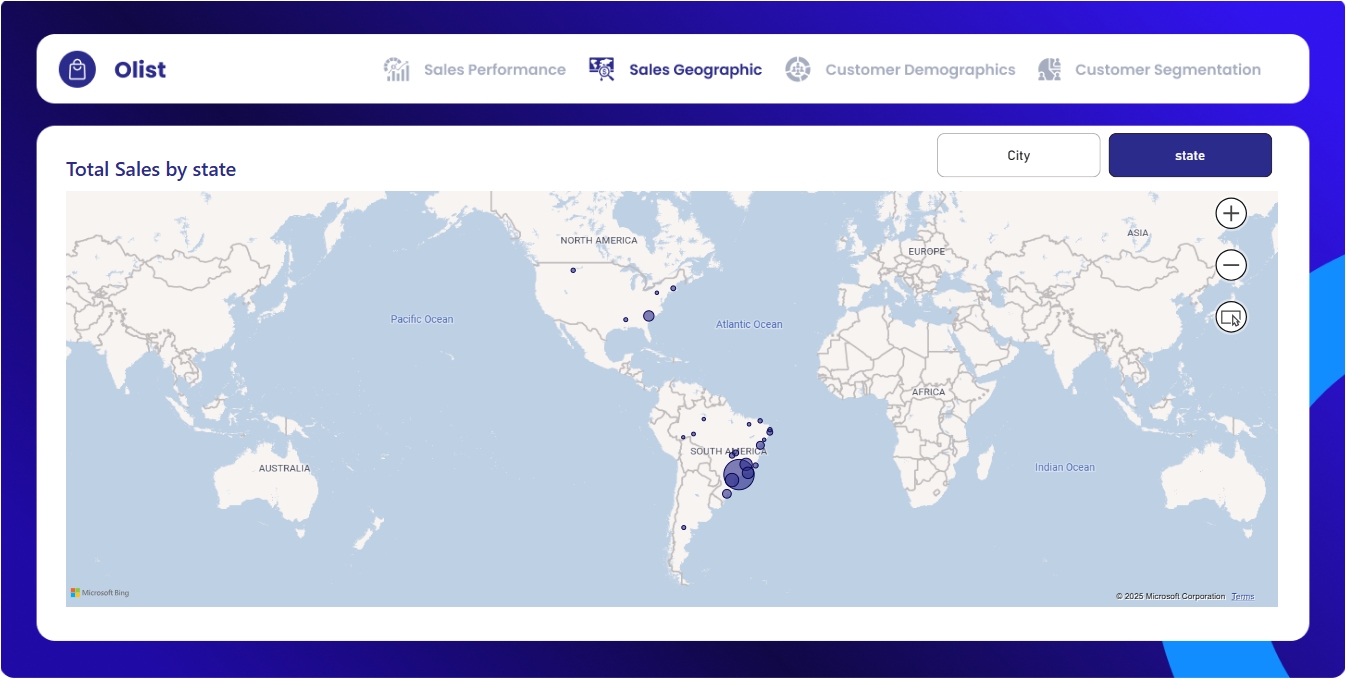 Olist
Sales Performance
Sales Geographic
Customer Demographics
Customer Segmentation
City
state
Total Sales by state
NORTH AMERICA
EUROPE
ASIA
Pacific Ocean
Atlantic Ocean
AFRICA
SOUTH AMERICA
AUSTRALIA
Indian Ocean
Microsoft Bing
© 2025 Microsoft Corporation Terms